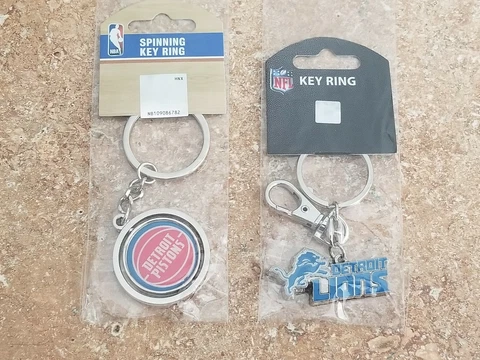 NBA
SPINNING
KEY RING
DETROIT
PISTONS
NFL
KEY RING
DETROIT
LIONS